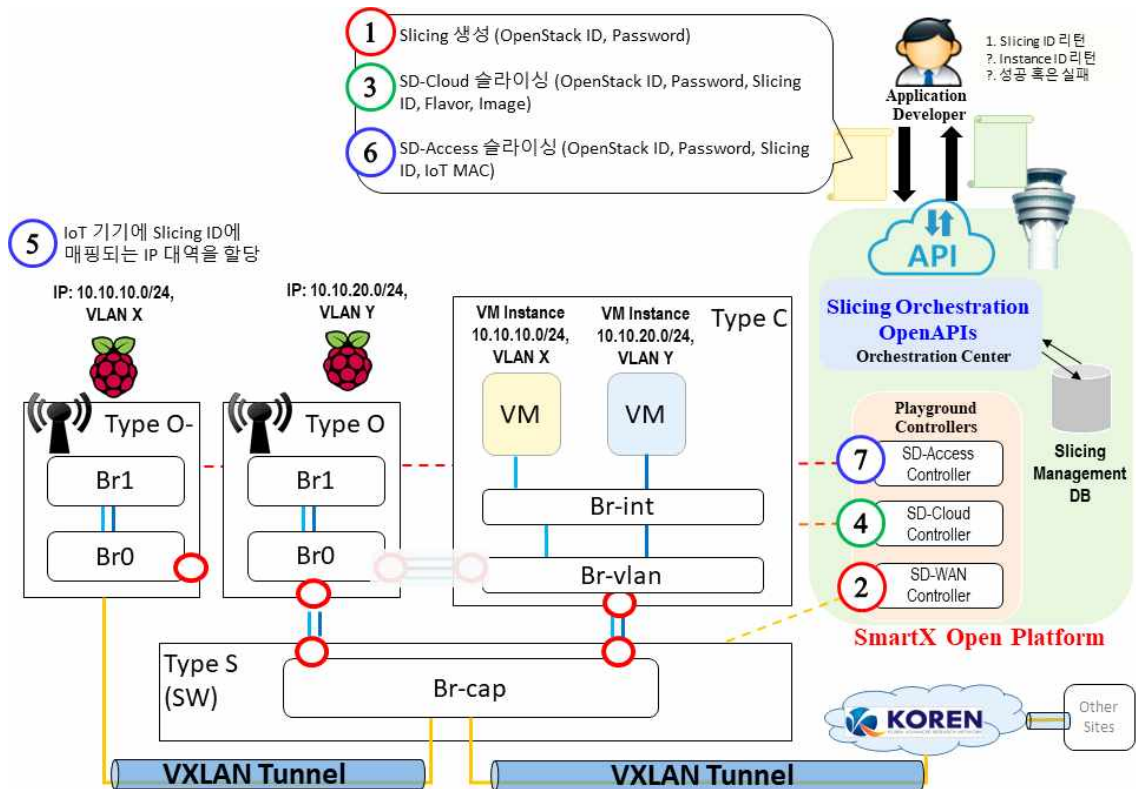 1 Slicing 생성 (OpenStack ID, Password)
3 SD-Cloud 슬라이싱 (OpenStack ID, Password, Slicing
ID, Flavor, Image)
6 SD-Access 슬라이싱 (OpenStack ID, Password, Slicing
ID, IoT MAC)
1. Slicing ID 리턴
?. Instance ID 리턴
?. 성공 혹은 실패
Application
Developer
5 IoT 기기에 Slicing ID에
매핑되는 IP 대역을 할당
API
IP: 10.10.10.0/24,
VLAN X
IP: 10.10.20.0/24,
VLAN Y
VM Instance
10.10.10.0/24,
VLAN X
VM Instance
10.10.20.0/24,
VLAN Y
Type C
Slicing Orchestration
OpenAPIs
Orchestration Center
Type O-
Type O
VM
VM
Playground
Controllers
Slicing
Management
DB
Br1
Br1
7 SD-Access
Controller
Br-int
4 SD-Cloud
Controller
Br0
Br0
Br-vlan
2 SD-WAN
Controller
SmartX Open Platform
Type S
(SW)
Br-cap
KOREN
Other
Sites
VXLAN Tunnel
VXLAN Tunnel